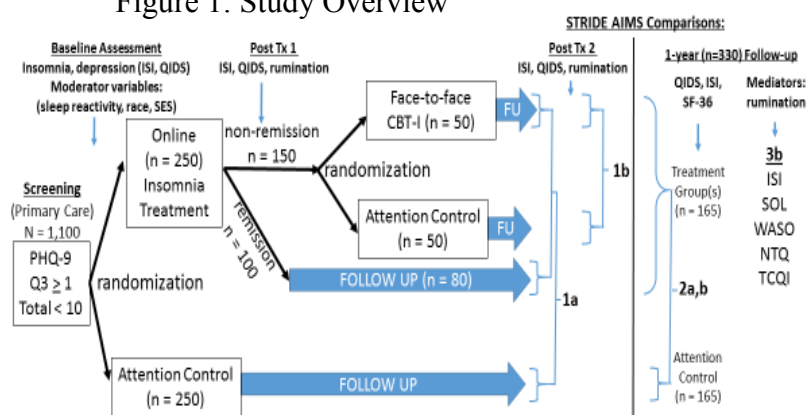 Figure 1: Study Overview
STRIDE AIMS Comparisons:
Baseline Assessment
Insomnia, depression (ISI, QIDS)
Moderator variables:
(sleep reactivity, race, SES)
Post Tx 1
ISI, QIDS, rumination
Post Tx 2
ISI, QIDS, rumination
1-year (n=330) Follow-up
QIDS, ISI,
SF-36
Mediators:
rumination
Screening
(Primary Care)
N = 1,100
PHQ-9
Q3 ≥ 1
Total < 10
randomization
Online
(n = 250)
Insomnia
Treatment
non-remission
n = 150
remission
n = 100
randomization
Face-to-face
CBT-I (n = 50)
FU
Attention Control
(n = 50)
FU
FOLLOW UP (n = 80)
Attention Control
(n = 250)
FOLLOW UP
1a
1b
Treatment
Group(s)
(n = 165)
2a,b
Attention
Control
(n = 165)
3b
ISI
SOL
WASO
NTQ
TCQI